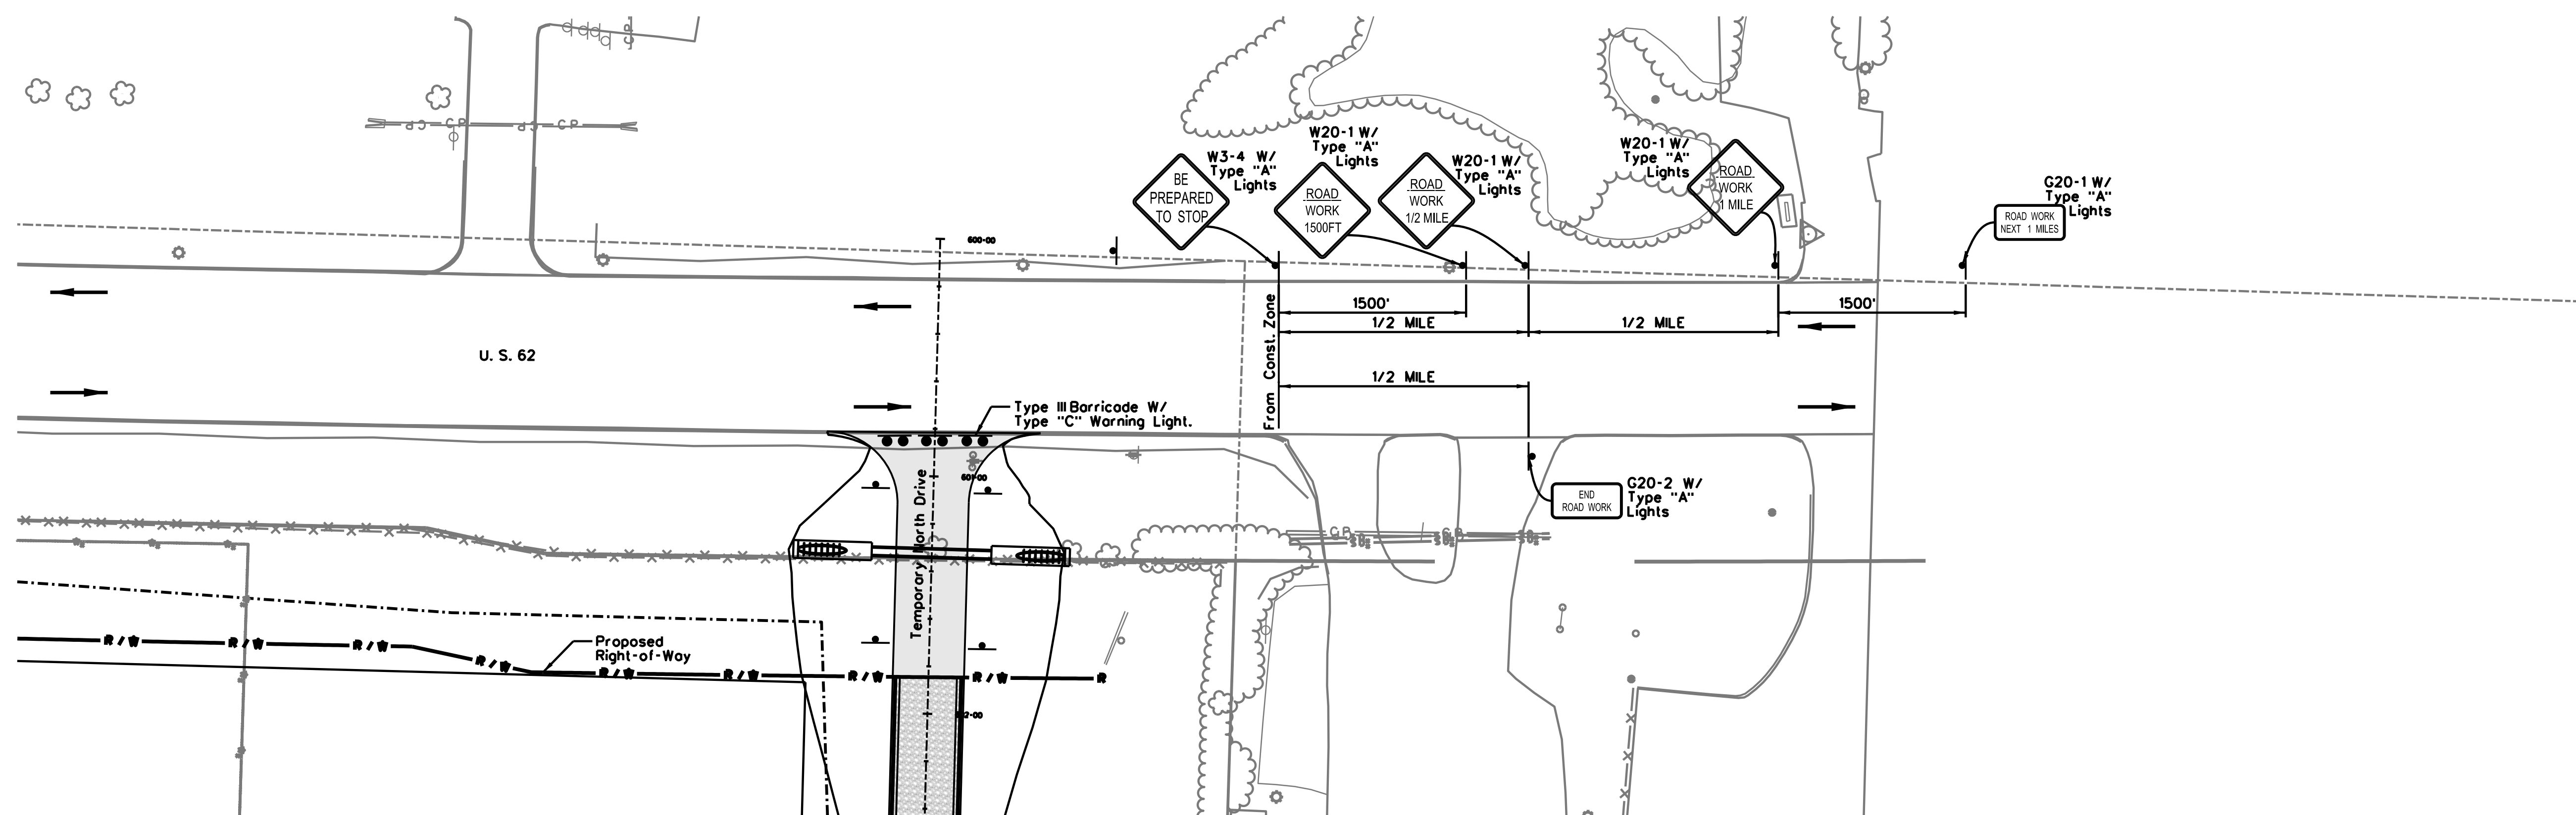 W20-1 W/
Type "A"
Lights
W3-4 W/
Type "A"
Lights
W20-1 W/
Type "A"
Lights
W20-1 W/
Type "A"
Lights
G20-1 W/
Type "A"
Lights
BE
PREPARED
TO STOP
ROAD
WORK
1500FT
ROAD
WORK
1/2 MILE
ROAD
WORK
1 MILE
ROAD WORK
NEXT 1 MILES
600+00
1500'
1500'
1/2 MILE
1/2 MILE
From Const. Zone
U. S. 62
1/2 MILE
Type III Barricade W/
Type "C" Warning Light.
601+00
Temporary North Drive
END
ROAD WORK
G20-2 W/
Type "A"
Lights
Proposed
Right-of-Way
R / W
R / W
R / W
R / W
R / W
R / W
R / W
R / W
R